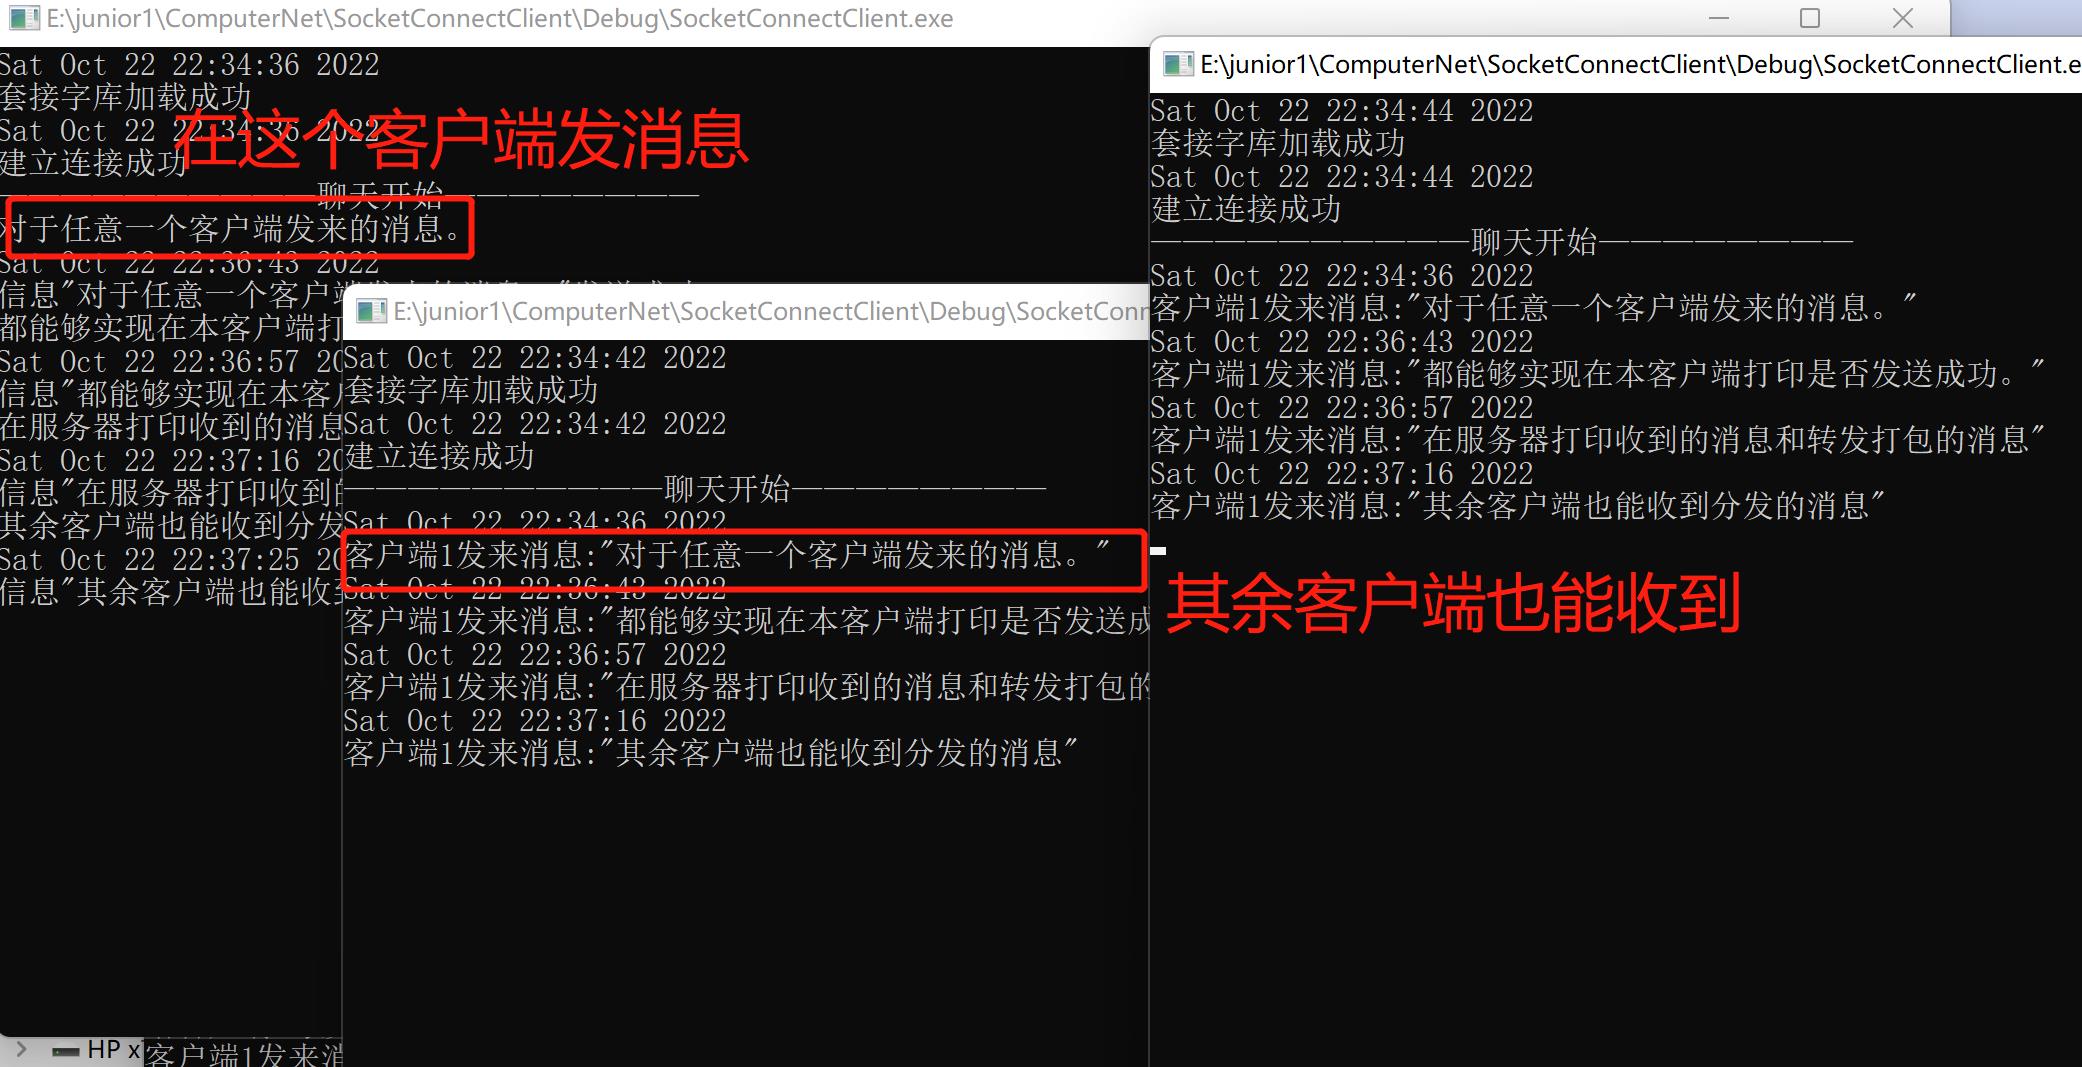 E:\junior1\ComputerNet\SocketConnectClient\Debug\SocketConnectClient.exe
Sat Oct 22 22:34:36 2022
套接字库加载成功
Sat Oct 22 22:34:36 2022
建立连接成功
在这个客户端发消息
————————————聊天开始————————
对于任意一个客户端发来的消息。
Sat Oct 22 22:36:43 2022
信息"对于任意一个客户端发来的消息。"发送成功
都能够实现在本客户端打
Sat Oct 22 22:36:57 20
信息"都能够实现在本客
在服务器打印收到的消息
Sat Oct 22 22:37:16 20
信息"在服务器打印收到的
其余客户端也能收到分发
Sat Oct 22 22:37:25 20
信息"其余客户端也能收到
HP x
客户端1发来消
E:\junior1\ComputerNet\SocketConnectClient\Debug\SocketConn
Sat Oct 22 22:34:42 2022
套接字库加载成功
Sat Oct 22 22:34:42 2022
建立连接成功
——————————聊天开始————————
Sat Oct 22 22:34:36 2022
客户端1发来消息:"对于任意一个客户端发来的消息。"
Sat Oct 22 22:36:43 2022
客户端1发来消息:"都能够实现在本客户端打印是否发送成
Sat Oct 22 22:36:57 2022
客户端1发来消息:"在服务器打印收到的消息和转发打包的
Sat Oct 22 22:37:16 2022
客户端1发来消息:"其余客户端也能收到分发的消息"
E:\junior1\ComputerNet\SocketConnectClient\Debug\SocketConnectClient.e
Sat Oct 22 22:34:44 2022
套接字库加载成功
Sat Oct 22 22:34:44 2022
建立连接成功
——————————聊天开始————————
Sat Oct 22 22:34:36 2022
客户端1发来消息:"对于任意一个客户端发来的消息。"
Sat Oct 22 22:36:43 2022
客户端1发来消息:"都能够实现在本客户端打印是否发送成功。"
Sat Oct 22 22:36:57 2022
客户端1发来消息:"在服务器打印收到的消息和转发打包的消息"
Sat Oct 22 22:37:16 2022
客户端1发来消息:"其余客户端也能收到分发的消息"
其余客户端也能收到